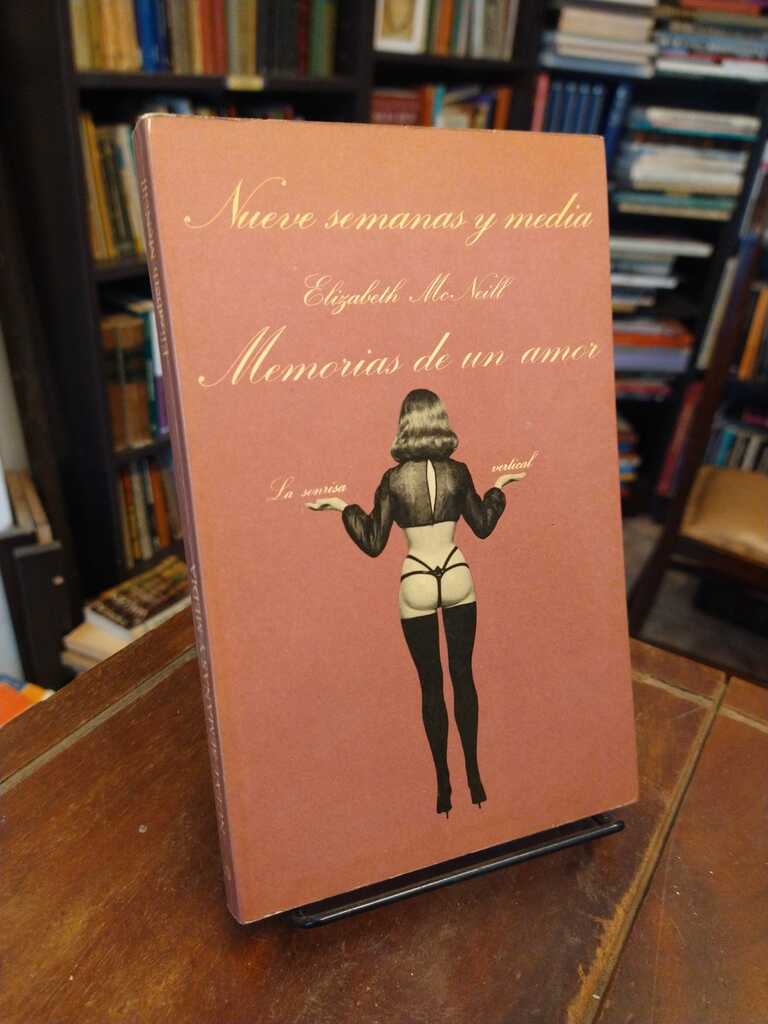 Nueve semanas y media
Elizabeth McNeill
Memorias de un amor
La sonrisa
vertical